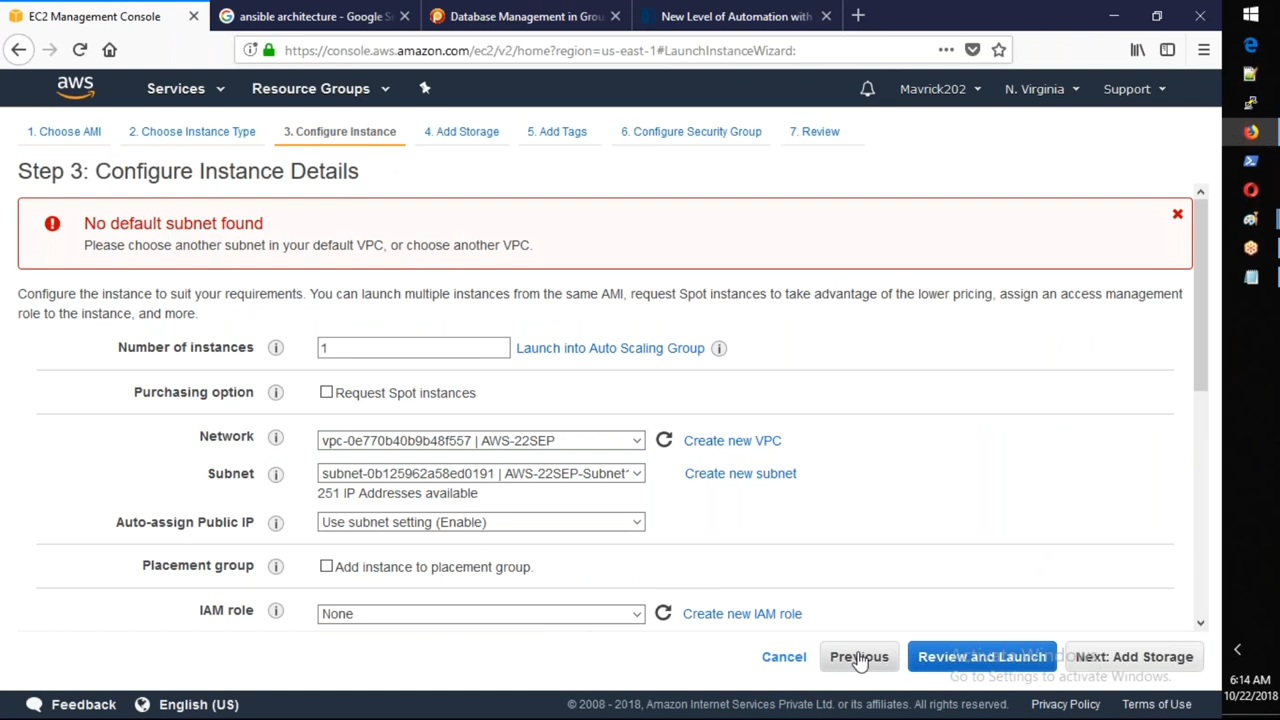 EC2 Management Console
ansible architecture - Google S
Database Management in Grou
New Level of Automation with
https://console.aws.amazon.com/ec2/v2/home?region=us-east-1#LaunchInstanceWizard:
aws
Services
Resource Groups
Mavrick202
N. Virginia
Support
1. Choose AMI
2. Choose Instance Type
3. Configure Instance
4. Add Storage
5. Add Tags
6. Configure Security Group
7. Review
Step 3: Configure Instance Details
No default subnet found
Please choose another subnet in your default VPC, or choose another VPC.
Configure the instance to suit your requirements. You can launch multiple instances from the same AMI, request Spot instances to take advantage of the lower pricing, assign an access management
role to the instance, and more.
Number of instances
1
Launch into Auto Scaling Group
Purchasing option
Request Spot instances
Network
vpc-0e770b40b9b48f557 | AWS-22SEP
Create new VPC
Subnet
subnet-0b125962a58ed0191 | AWS-22SEP-Subnet
Create new subnet
251 IP Addresses available
Auto-assign Public IP
Use subnet setting (Enable)
Placement group
Add instance to placement group.
IAM role
None
Create new IAM role
Cancel
Previous
Review and Launch
Next: Add Storage
Activate Windows
Go to Settings to activate Windows.
Feedback
English (US)
© 2008 - 2018, Amazon Internet Services Private Ltd. or its affiliates. All rights reserved.
Privacy Policy
Terms of Use
6:14 AM
10/22/2018